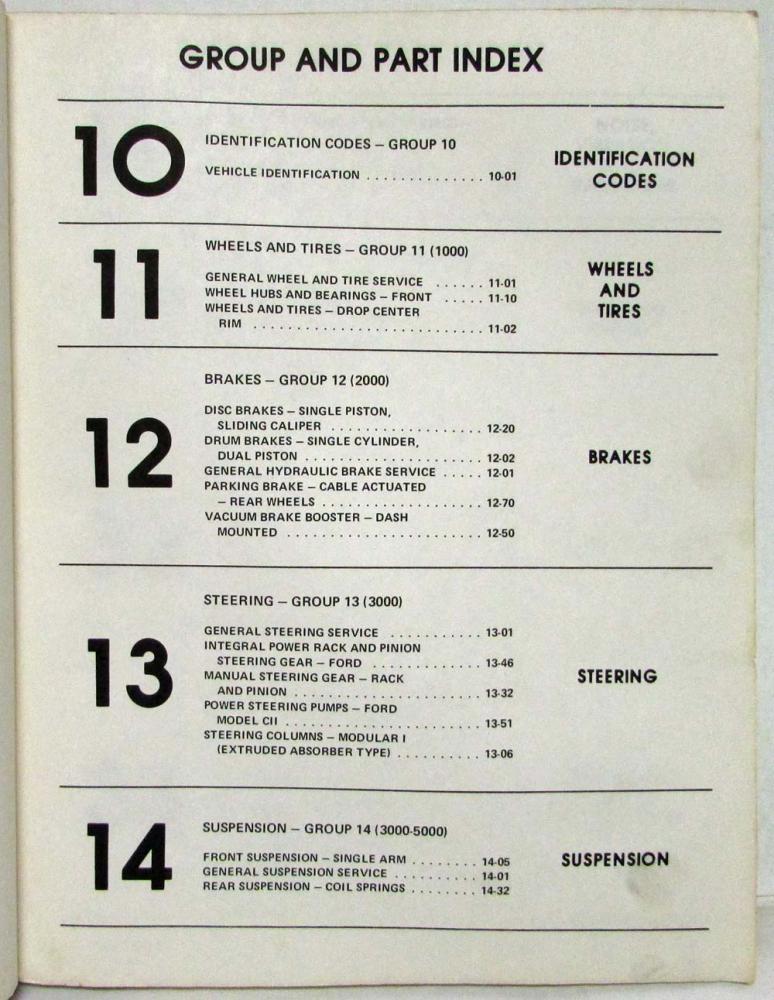 GROUP AND PART INDEX
10
IDENTIFICATION CODES – GROUP 10
VEHICLE IDENTIFICATION . . . . . . . . . . . . . . 10-01
IDENTIFICATION
CODES
11
WHEELS AND TIRES – GROUP 11 (1000)
GENERAL WHEEL AND TIRE SERVICE . . . . . . 11-01
WHEEL HUBS AND BEARINGS – FRONT . . . . . 11-10
WHEELS AND TIRES – DROP CENTER
RIM . . . . . . . . . . . . . . . . . . . . . . . . . . . 11-02
WHEELS
AND
TIRES
12
BRAKES – GROUP 12 (2000)
DISC BRAKES – SINGLE PISTON,
SLIDING CALIPER . . . . . . . . . . . . . . . . . . 12-20
DRUM BRAKES – SINGLE CYLINDER,
DUAL PISTON . . . . . . . . . . . . . . . . . . . . . 12-02
GENERAL HYDRAULIC BRAKE SERVICE . . . . . 12-01
PARKING BRAKE – CABLE ACTUATED
– REAR WHEELS . . . . . . . . . . . . . . . . . . . 12-70
VACUUM BRAKE BOOSTER – DASH
MOUNTED . . . . . . . . . . . . . . . . . . . . . . . 12-50
BRAKES
13
STEERING – GROUP 13 (3000)
GENERAL STEERING SERVICE . . . . . . . . . . . 13-01
INTEGRAL POWER RACK AND PINION
STEERING GEAR – FORD . . . . . . . . . . . . . 13-46
MANUAL STEERING GEAR – RACK
AND PINION . . . . . . . . . . . . . . . . . . . . . . 13-32
POWER STEERING PUMPS – FORD
MODEL CII . . . . . . . . . . . . . . . . . . . . . . . 13-51
STEERING COLUMNS – MODULAR I
(EXTRUDED ABSORBER TYPE) . . . . . . . . . . 13-06
STEERING
14
SUSPENSION – GROUP 14 (3000-5000)
FRONT SUSPENSION – SINGLE ARM . . . . . . . . 14-05
GENERAL SUSPENSION SERVICE . . . . . . . . . . 14-01
REAR SUSPENSION – COIL SPRINGS . . . . . . . . 14-32
SUSPENSION